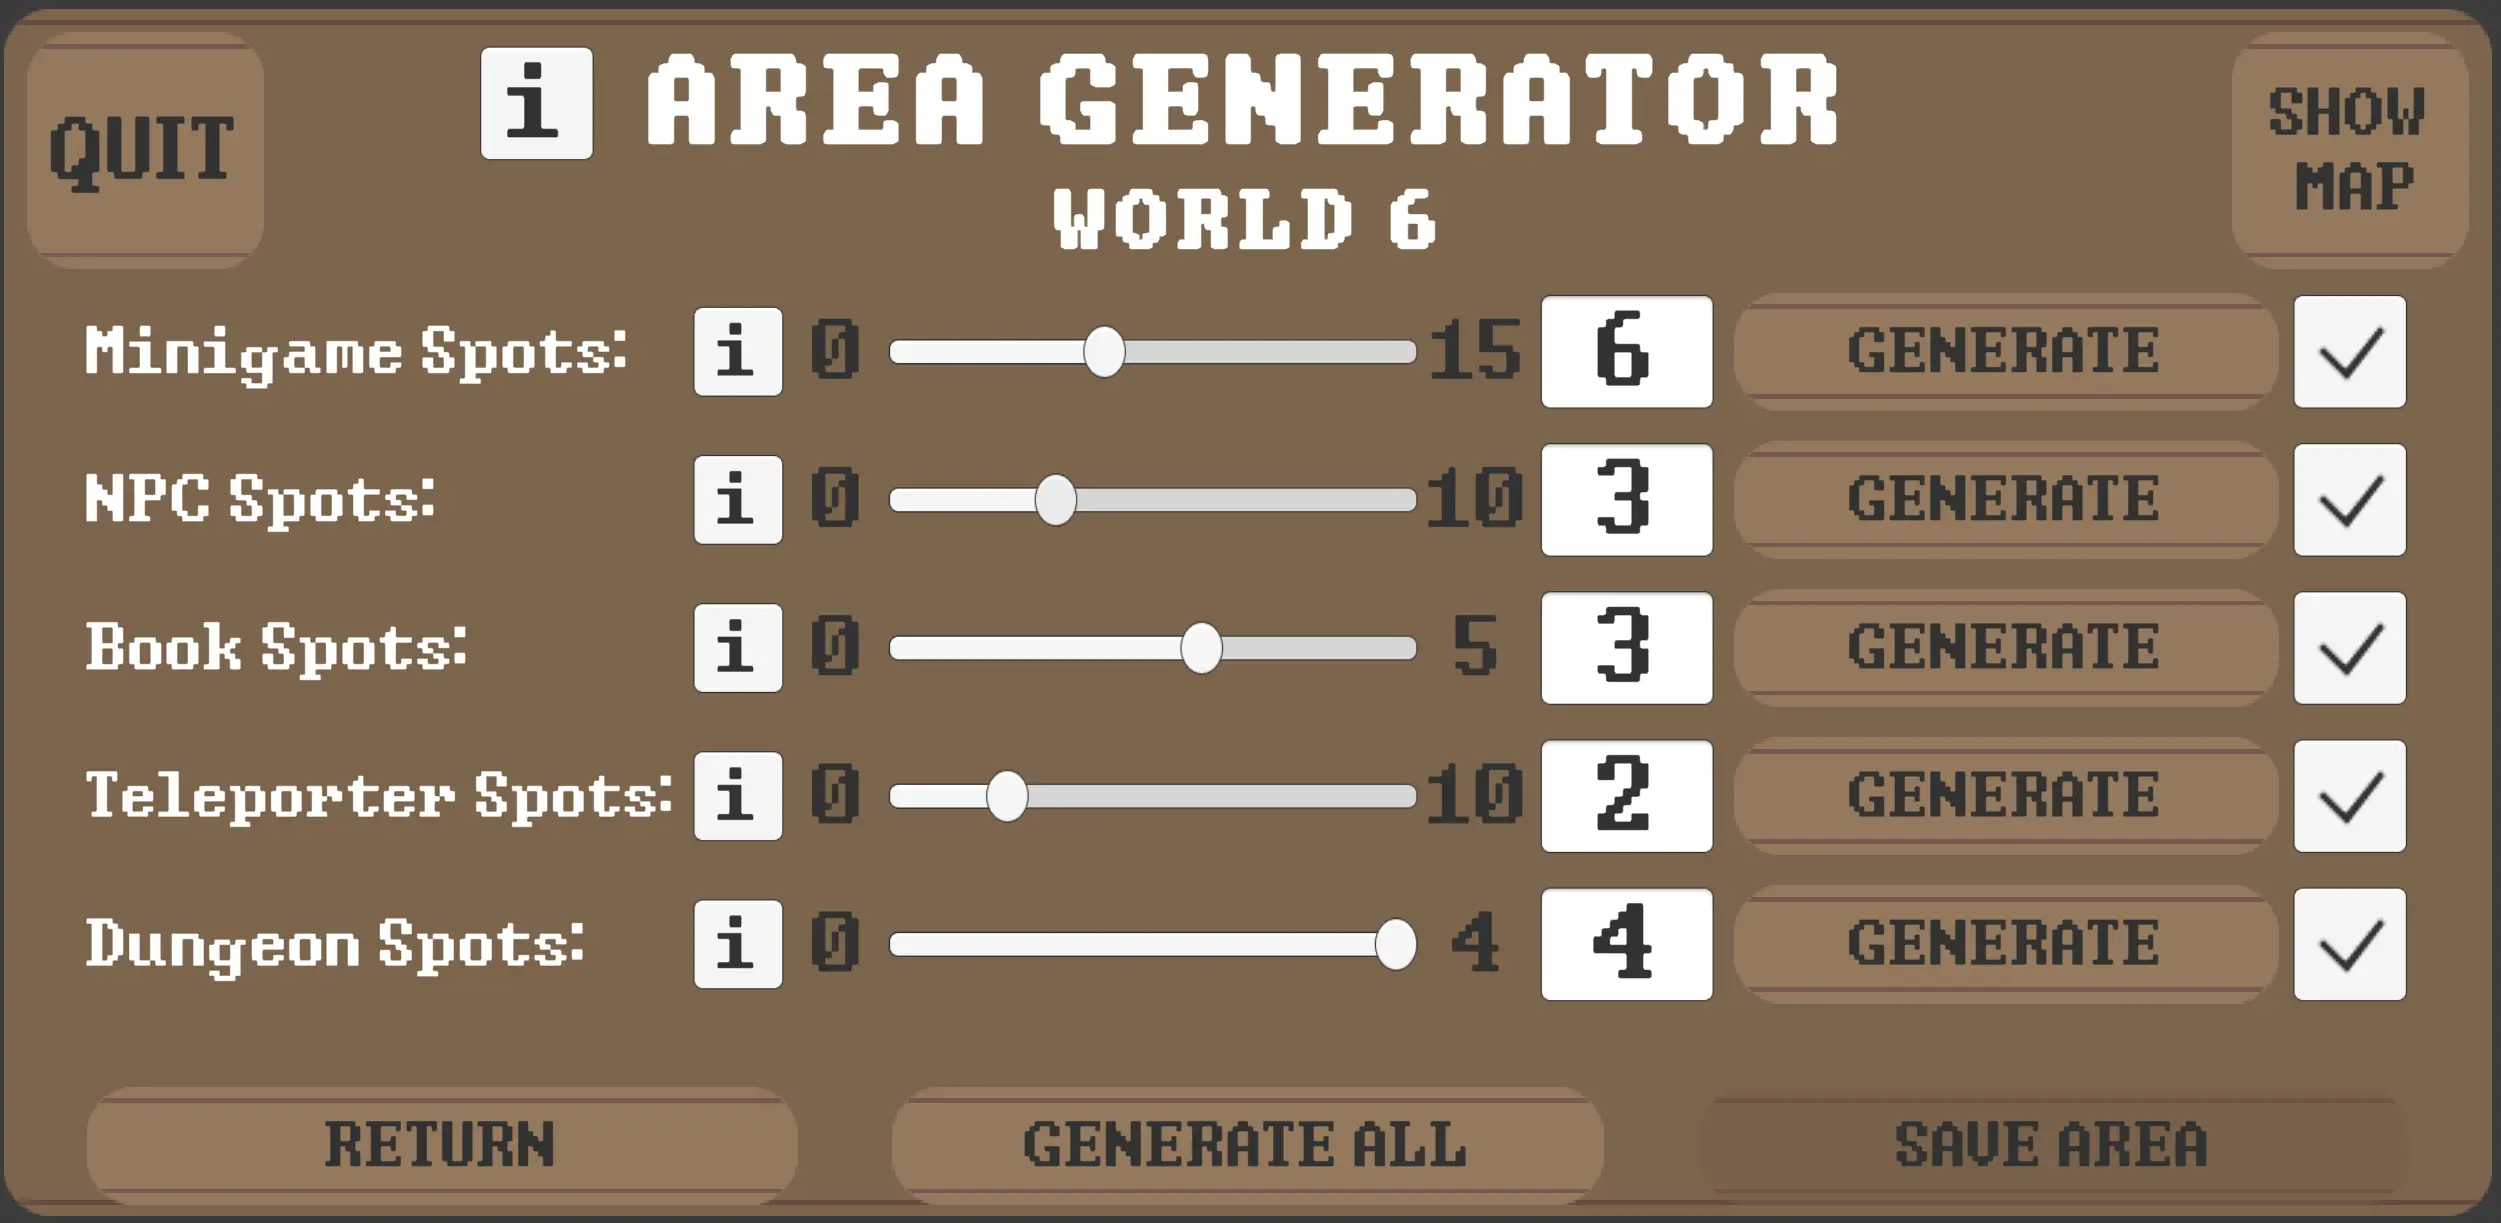 QUIT
i AREA GENERATOR
SHOW
MAP
WORLD 6
Minigame Spots: i 0 15 6 GENERATE
NPC Spots: i 0 10 3 GENERATE
Book Spots: i 0 5 3 GENERATE
Teleporter Spots: i 0 10 2 GENERATE
Dungeon Spots: i 0 4 4 GENERATE
RETURN GENERATE ALL SAVE AREA